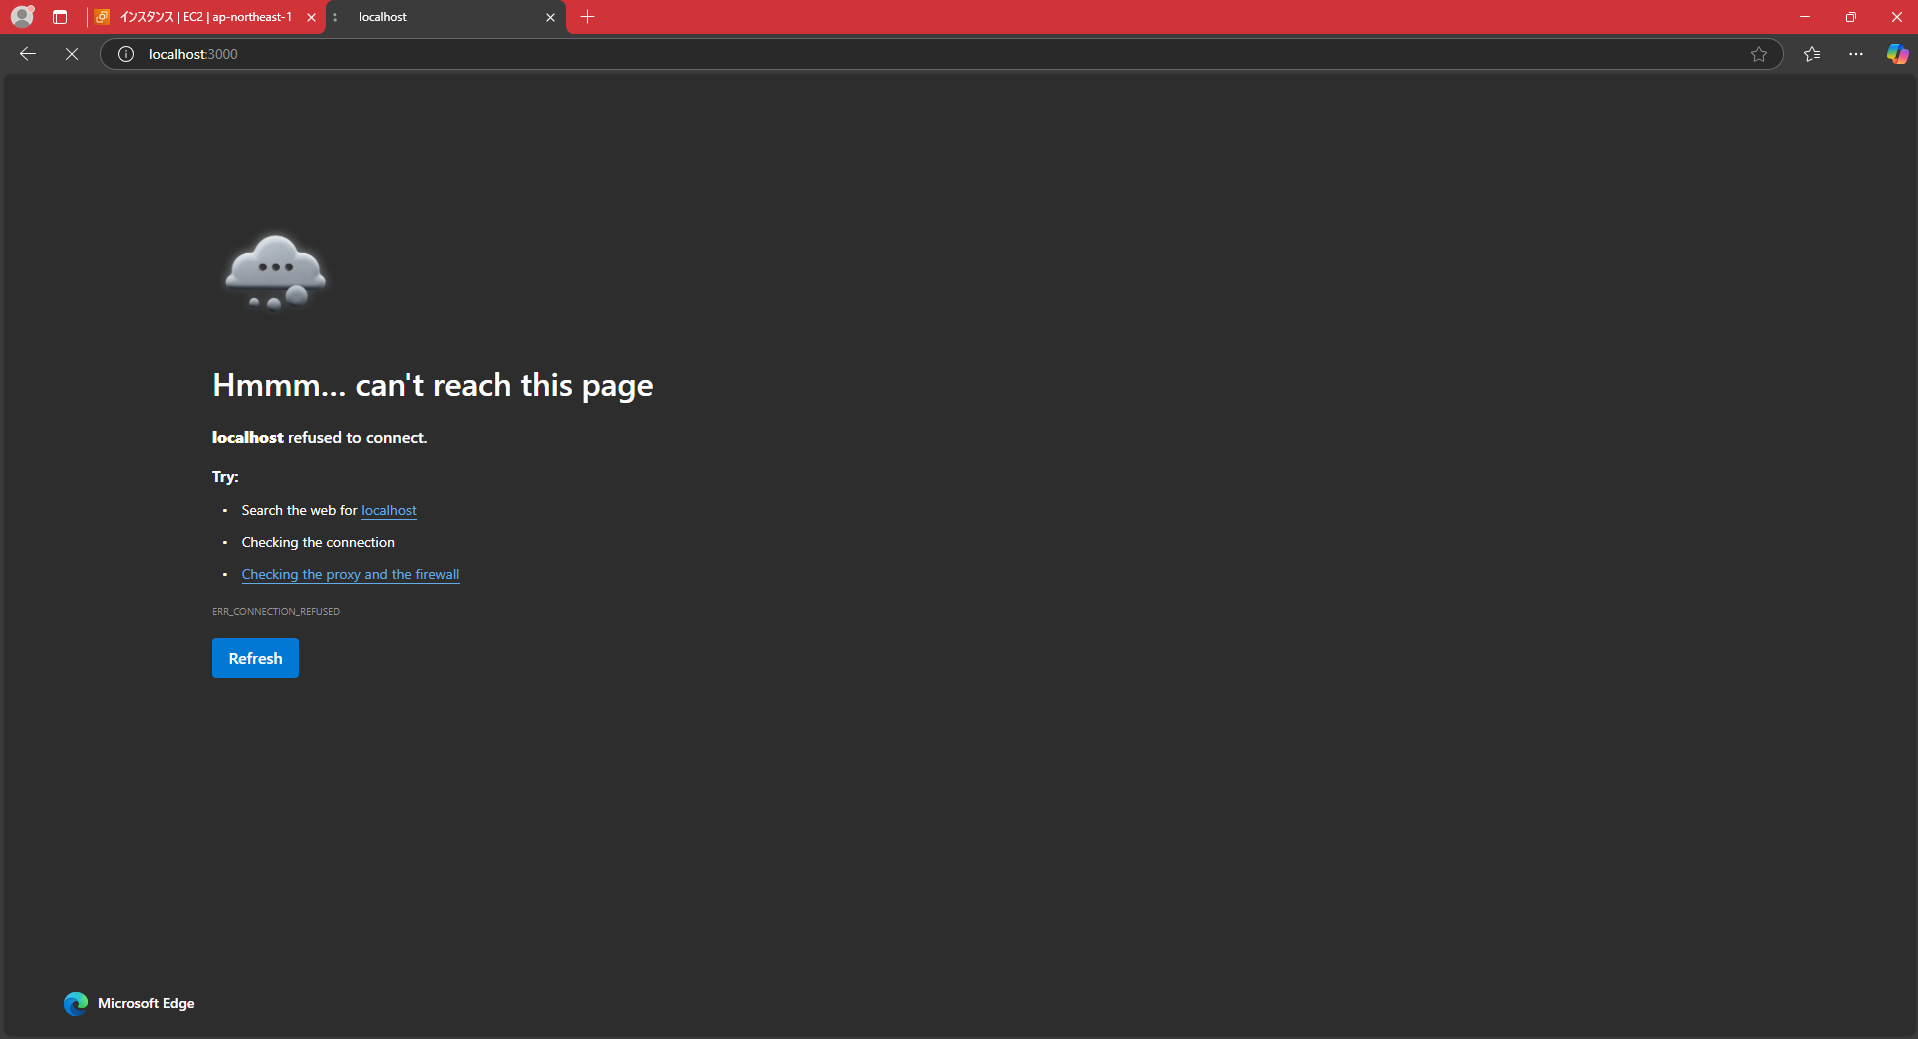 インスタンス | EC2 | ap-northeast-1
localhost
localhost:3000
Hmmm... can't reach this page
localhost refused to connect.
Try:
• Search the web for localhost
• Checking the connection
• Checking the proxy and the firewall
ERR_CONNECTION_REFUSED
Refresh
Microsoft Edge